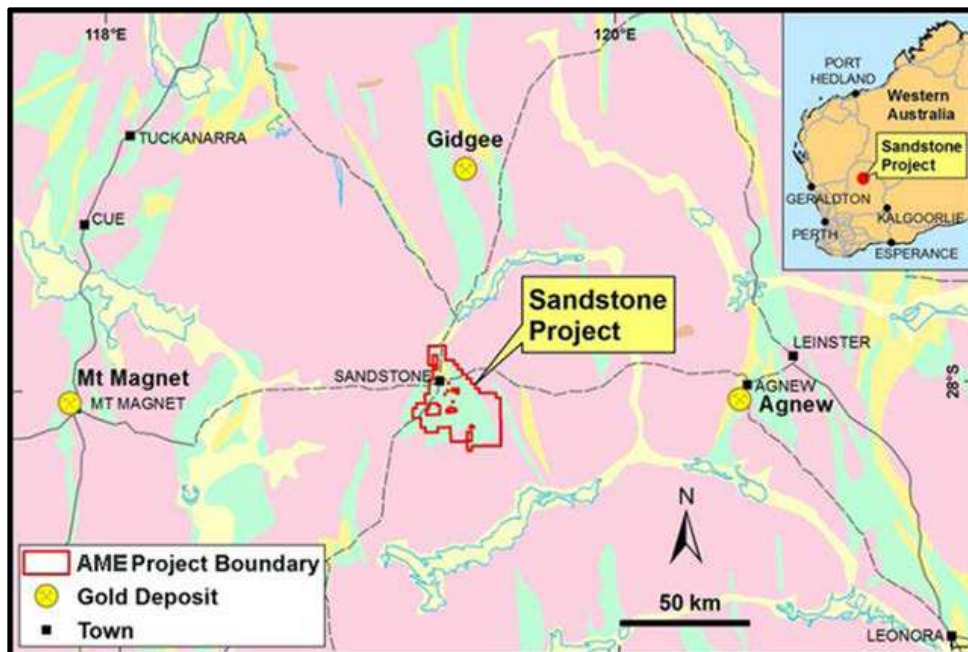 118°E
120°E
TUCKANARRA
Gidgee
CUE
Sandstone
Project
Mt Magnet
MT MAGNET
SANDSTONE
LEINSTER
AGNEW
Agnew
28°S
LEONORA
N
50 km
AME Project Boundary
Gold Deposit
Town
PORT
HEDLAND
Western
Australia
Sandstone
Project
GERALDTON
KALGOORLIE
PERTH
ESPERANCE